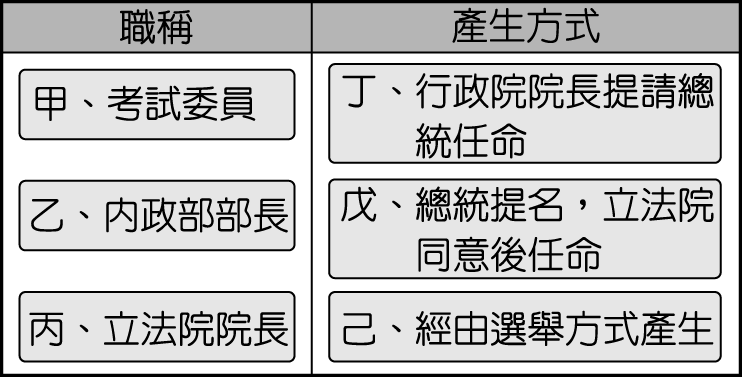 職稱
產生方式
甲、考試委員
丁、行政院院長提請總
統任命
乙、內政部部長
戊、總統提名，立法院
同意後任命
丙、立法院院長
己、經由選舉方式產生